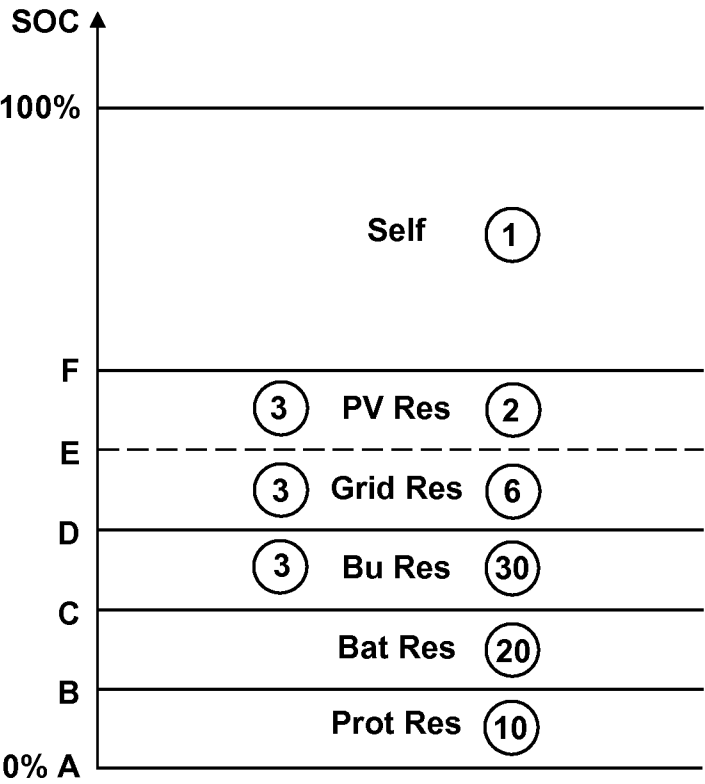 SOC
100%
Self 1
F
3 PV Res 2
E
3 Grid Res 6
D
3 Bu Res 30
C
Bat Res 20
B
Prot Res 10
0% A